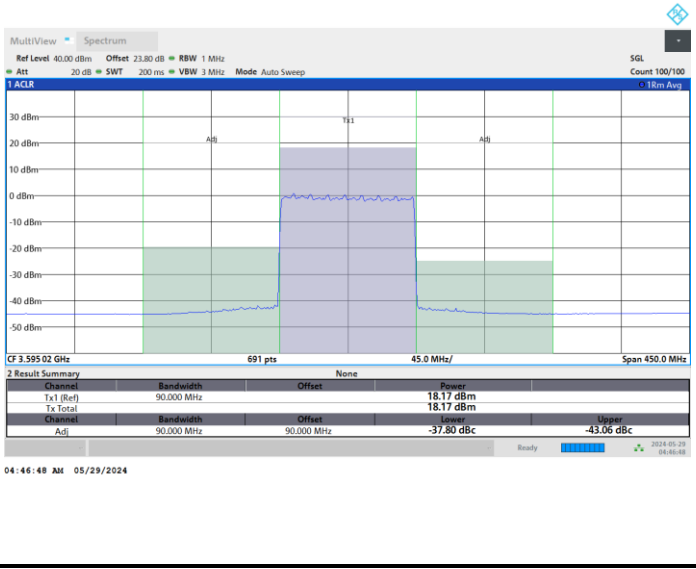 MultiView Spectrum
Ref Level 40.00 dBm Offset 23.80 dB RBW 1 MHz SGL
Att 20 dB SWT 200 ms VBW 3 MHz Mode Auto Sweep Count 100/100
1 ACLR 1Rm Avg
30 dBm
Tx1
20 dBm
Adj Adj
10 dBm
0 dBm
-10 dBm
-20 dBm
-30 dBm
-40 dBm
-50 dBm
CF 3.595 02 GHz 691 pts 45.0 MHz/ Span 450.0 MHz
2 Result Summary None
Channel Bandwidth Offset Power
Tx1 (Ref) 90.000 MHz 18.17 dBm
Tx Total 18.17 dBm
Channel Bandwidth Offset Lower Upper
Adj 90.000 MHz 90.000 MHz -37.80 dBc -43.06 dBc
Ready 2024-05-29
04:46:48
04:46:48 AM 05/29/2024